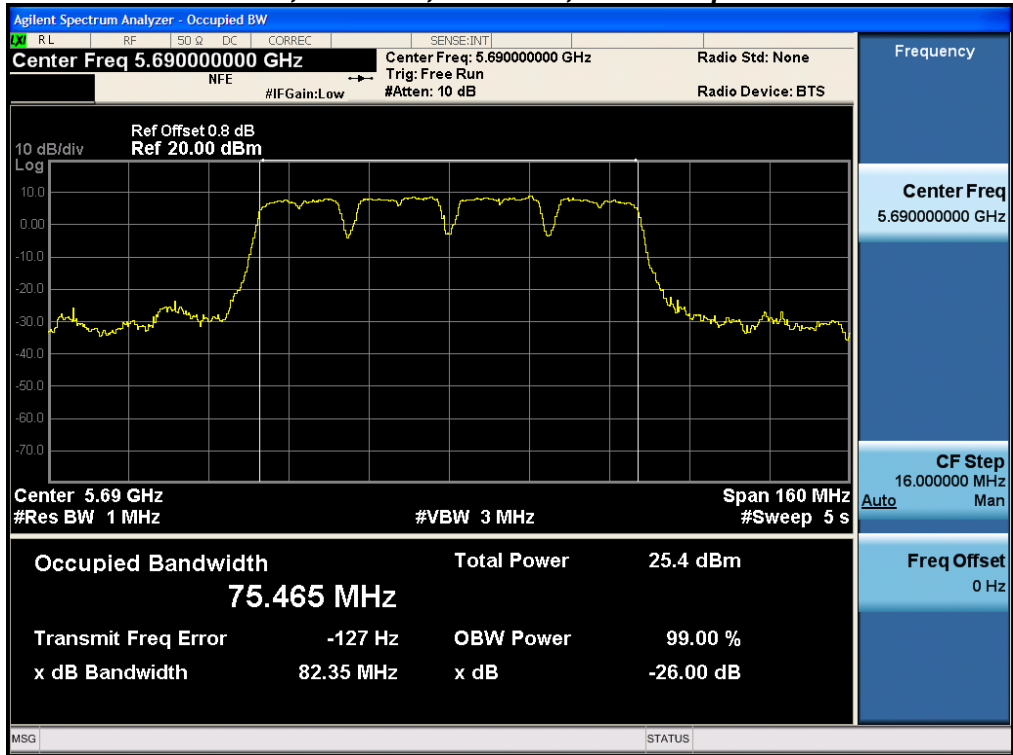 Agilent Spectrum Analyzer - Occupied BW
LXI RL RF 50 Ω DC CORREC SENSE:INT
Center Freq 5.690000000 GHz
NFE
#IFGain:Low
Center Freq: 5.690000000 GHz
Trig: Free Run
#Atten: 10 dB
Radio Std: None
Radio Device: BTS
Ref Offset 0.8 dB
10 dB/div Ref 20.00 dBm
Log
10.0
0.00
-10.0
-20.0
-30.0
-40.0
-50.0
-60.0
-70.0
Center 5.69 GHz Span 160 MHz
#Res BW 1 MHz #VBW 3 MHz #Sweep 5 s
Occupied Bandwidth Total Power 25.4 dBm
75.465 MHz
Transmit Freq Error -127 Hz OBW Power 99.00 %
x dB Bandwidth 82.35 MHz x dB -26.00 dB
MSG STATUS
Frequency
Center Freq
5.690000000 GHz
CF Step
16.000000 MHz
Auto Man
Freq Offset
0 Hz